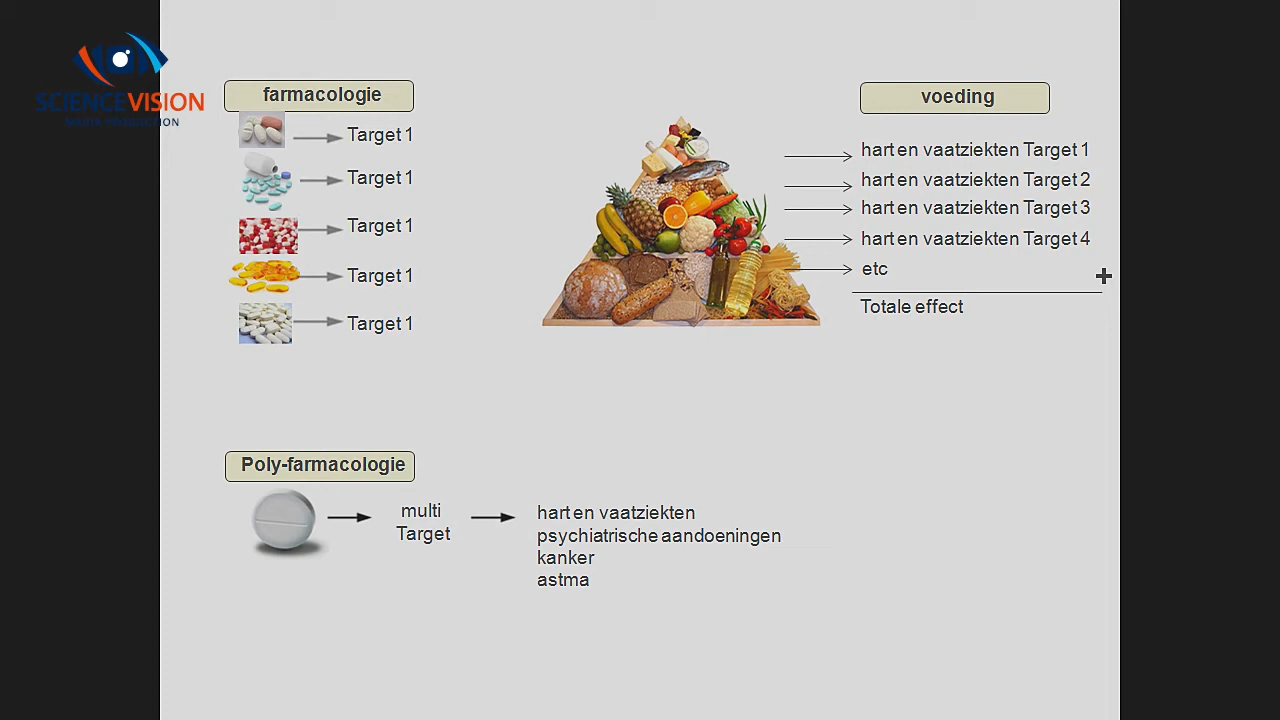 SCIENCEVISION
farmacologie
Target 1
Target 1
Target 1
Target 1
Target 1
voeding
hart en vaatziekten Target 1
hart en vaatziekten Target 2
hart en vaatziekten Target 3
hart en vaatziekten Target 4
etc
+
Totale effect
Poly-farmacologie
multi
Target
hart en vaatziekten
psychiatrische aandoeningen
kanker
astma